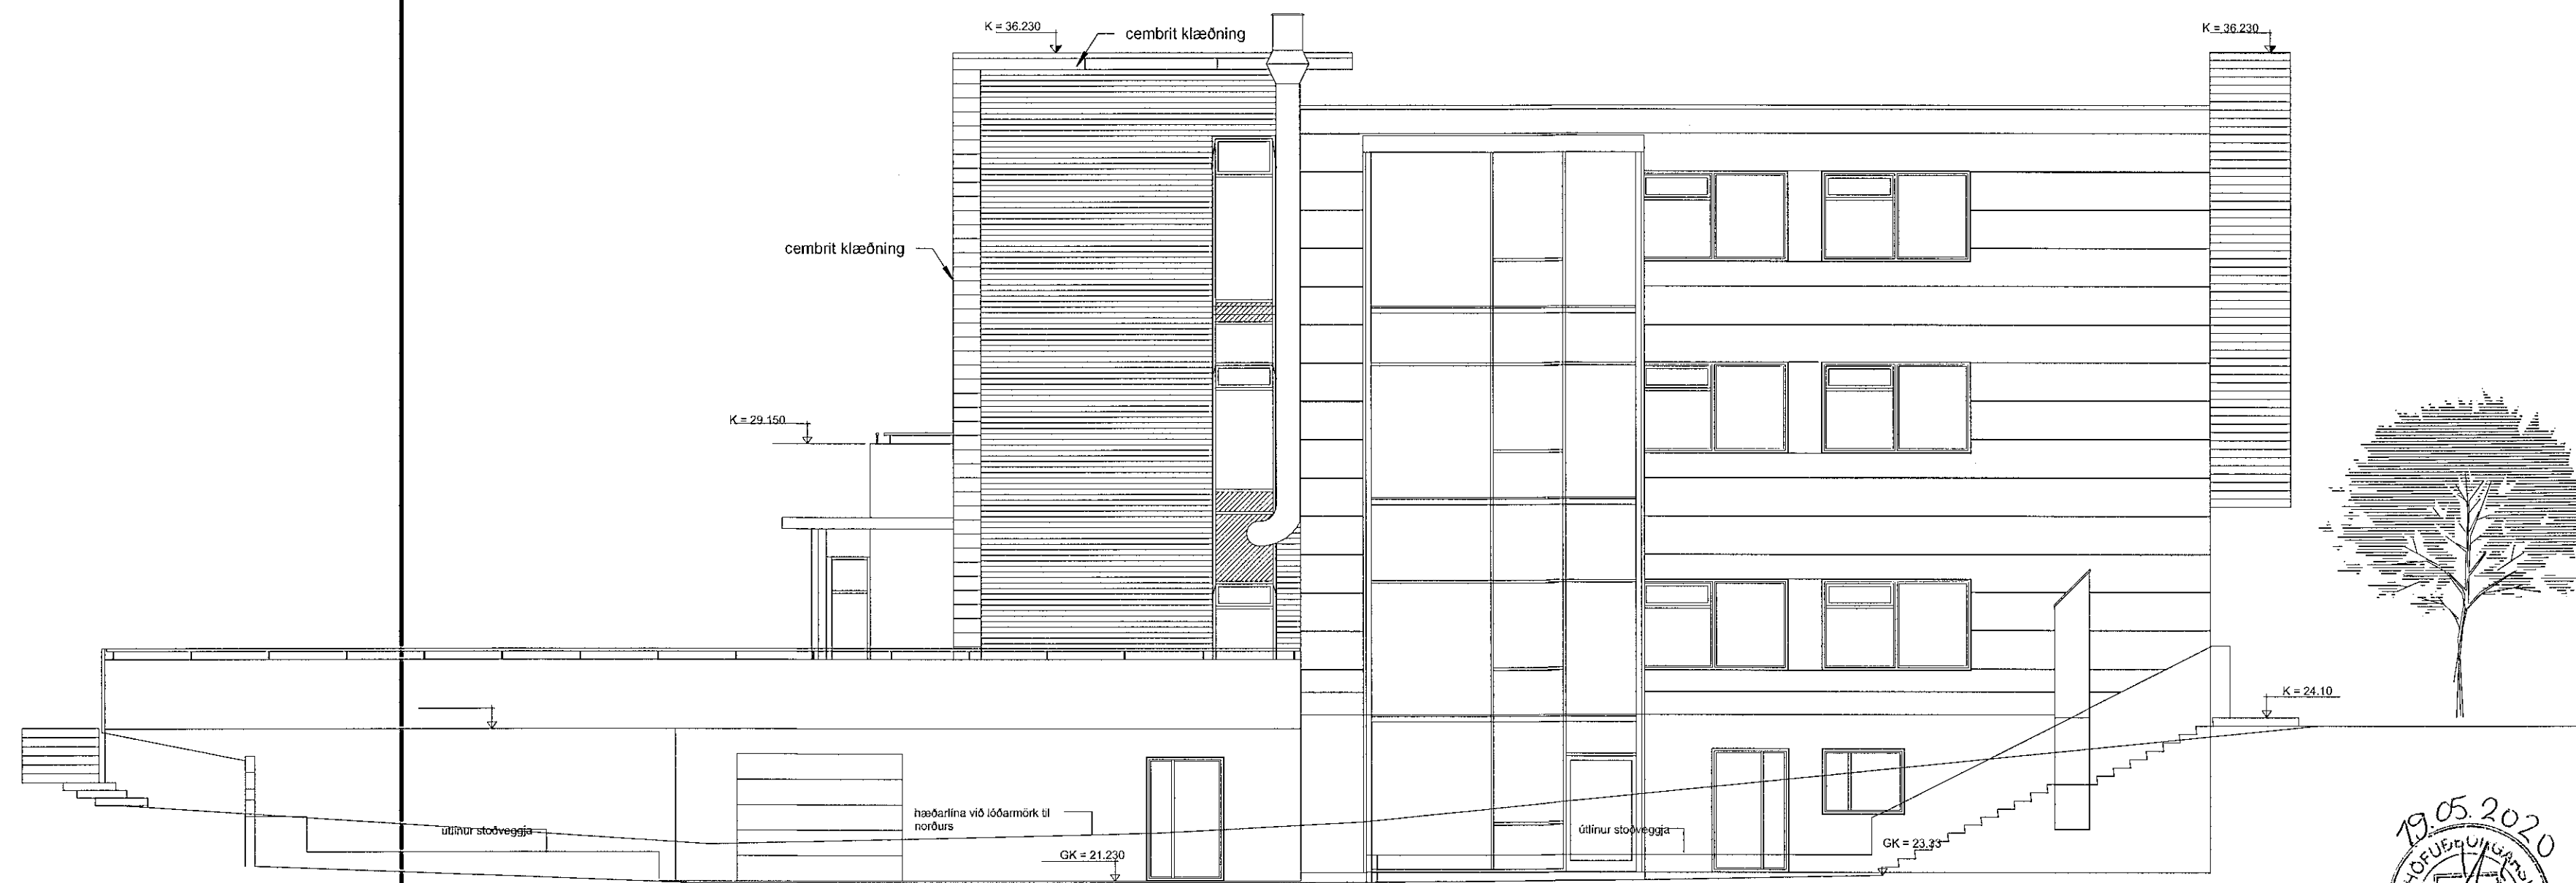 K = 36.230
cembrit klæðning
K = 36.230
cembrit klæðning
K = 29.150
K = 24.10
hæðarlína við lóðarmörk til
norðurs
útlínur stoðveggja
útlínur stoðveggja
GK = 21.230
GK = 23.33
19.05.2020